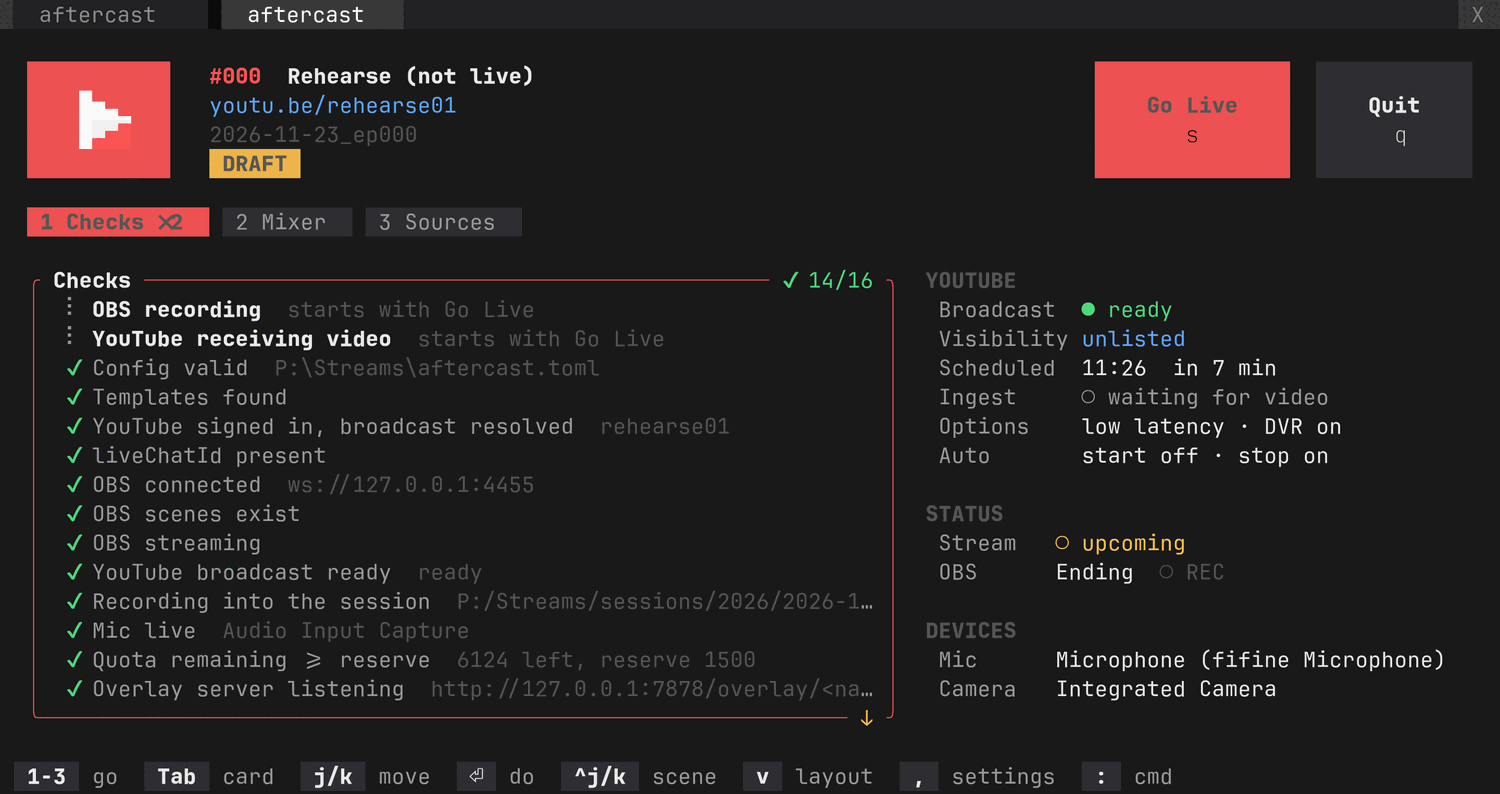 aftercast aftercast X
#000 Rehearse (not live)
youtu.be/rehearse01
2026-11-23_ep000
DRAFT
Go Live
s
Quit
q
1 Checks ✕2 2 Mixer 3 Sources
Checks ✓ 14/16
⋮ OBS recording starts with Go Live
⋮ YouTube receiving video starts with Go Live
✓ Config valid P:\Streams\aftercast.toml
✓ Templates found
✓ YouTube signed in, broadcast resolved rehearse01
✓ liveChatId present
✓ OBS connected ws://127.0.0.1:4455
✓ OBS scenes exist
✓ OBS streaming
✓ YouTube broadcast ready ready
✓ Recording into the session P:/Streams/sessions/2026/2026-1…
✓ Mic live Audio Input Capture
✓ Quota remaining ⩾ reserve 6124 left, reserve 1500
✓ Overlay server listening http://127.0.0.1:7878/overlay/<na…
↓
YOUTUBE
Broadcast ● ready
Visibility unlisted
Scheduled 11:26 in 7 min
Ingest ○ waiting for video
Options low latency · DVR on
Auto start off · stop on
STATUS
Stream ○ upcoming
OBS Ending ○ REC
DEVICES
Mic Microphone (fifine Microphone)
Camera Integrated Camera
1-3 go Tab card j/k move ⏎ do ^j/k scene v layout , settings : cmd